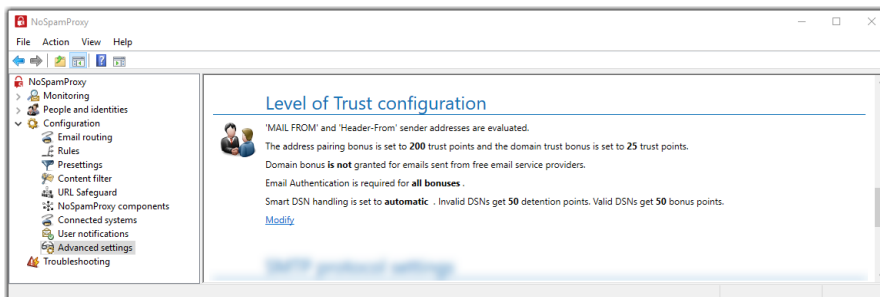 NoSpamProxy
File Action View Help
NoSpamProxy
Monitoring
People and identities
Configuration
Email routing
Rules
Presettings
Content filter
URL Safeguard
NoSpamProxy components
Connected systems
User notifications
Advanced settings
Troubleshooting
Level of Trust configuration
'MAIL FROM' and 'Header-From' sender addresses are evaluated.
The address pairing bonus is set to 200 trust points and the domain trust bonus is set to 25 trust points.
Domain bonus is not granted for emails sent from free email service providers.
Email Authentication is required for all bonuses .
Smart DSN handling is set to automatic . Invalid DSNs get 50 detention points. Valid DSNs get 50 bonus points.
Modify
SMTP protocol settings